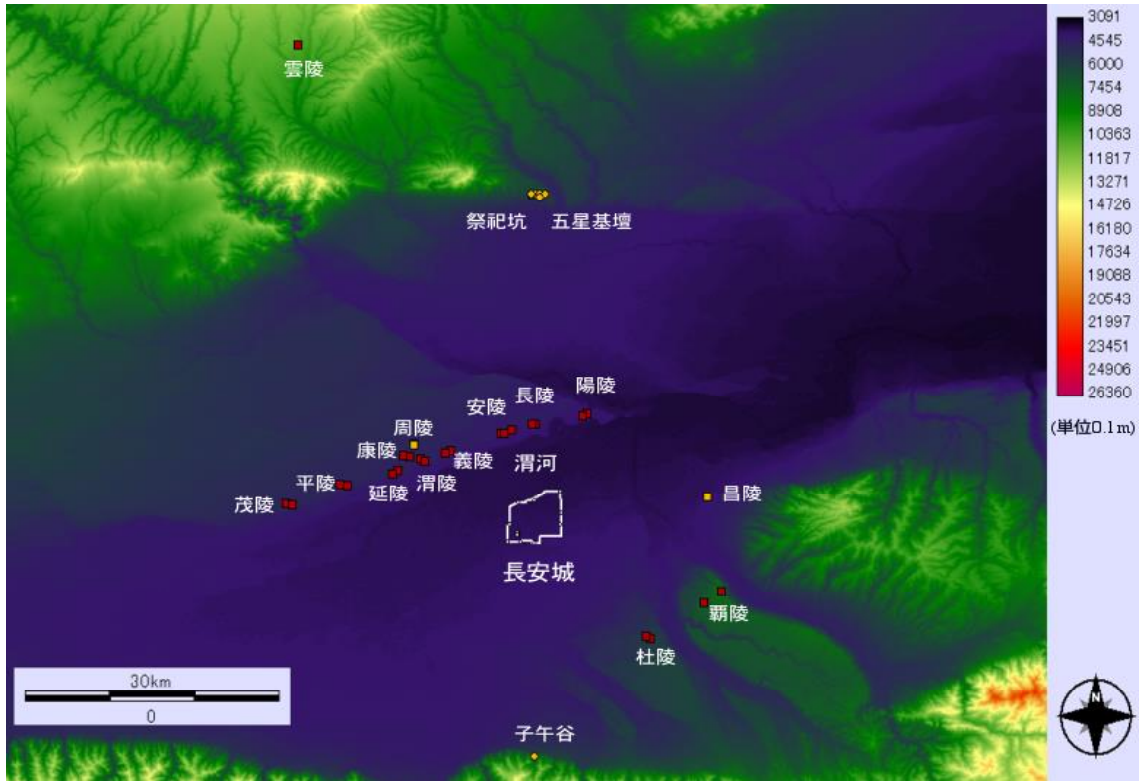 雲陵
祭祀坑
五星基壇
陽陵
長陵
安陵
周陵
康陵
義陵
渭河
渭陵
延陵
平陵
茂陵
昌陵
長安城
覇陵
杜陵
子午谷
30km
0
3091
4545
6000
7454
8908
10363
11817
13271
14726
16180
17634
19088
20543
21997
23451
24906
26360
(単位0.1m)
N